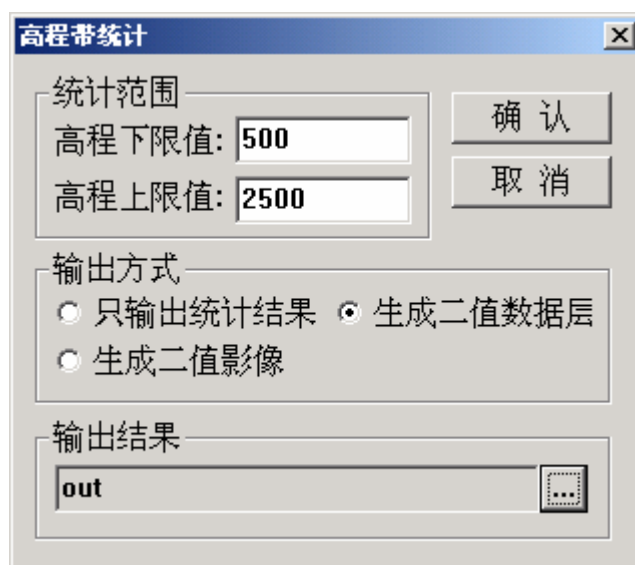 高程带统计
统计范围
高程下限值: 500
高程上限值: 2500
确 认
取 消
输出方式
只输出统计结果 生成二值数据层
生成二值影像
输出结果
out ...